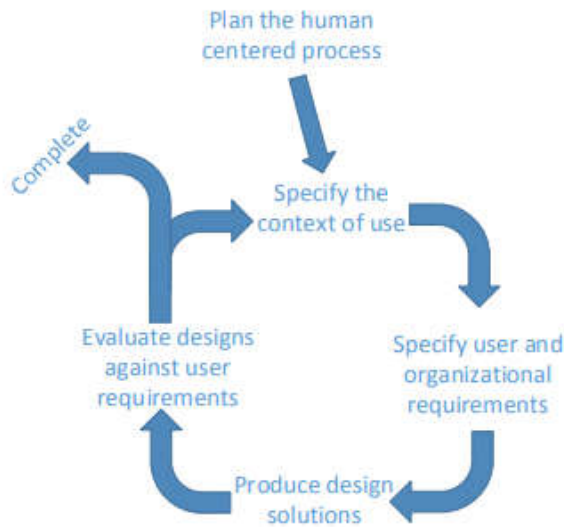 Plan the human
centered process
Complete
Specify the
context of use
Evaluate designs
against user
requirements
Specify user and
organizational
requirements
Produce design
solutions